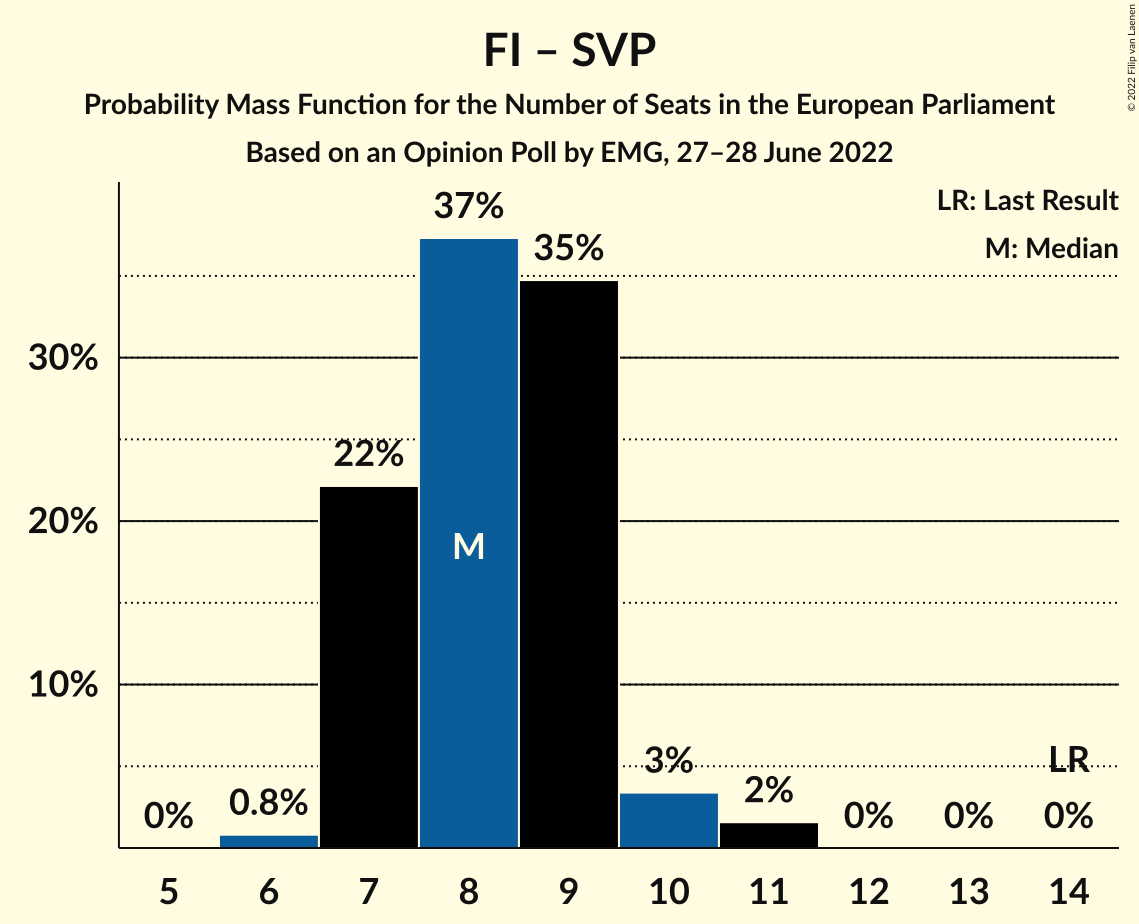 FI – SVP
Probability Mass Function for the Number of Seats in the European Parliament
Based on an Opinion Poll by EMG, 27–28 June 2022
© 2022 Filip van Laenen
LR: Last Result
M: Median
37%
35%
30%
22%
20%
M
10%
3%
LR
2%
0%
0.8%
0%
0%
0%
5
6
7
8
9
10
11
12
13
14